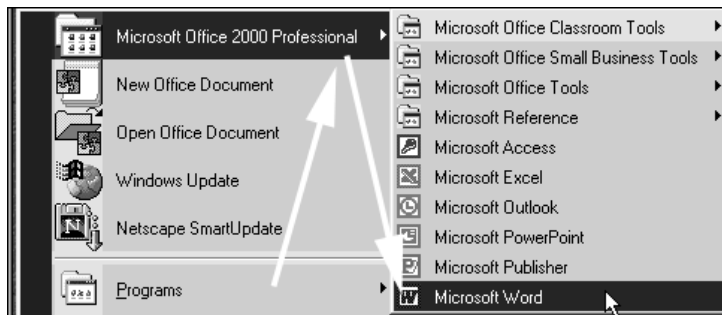 Microsoft Office 2000 Professional
New Office Document
Open Office Document
Windows Update
Netscape SmartUpdate
Programs
Microsoft Office Classroom Tools
Microsoft Office Small Business Tools
Microsoft Office Tools
Microsoft Reference
Microsoft Access
Microsoft Excel
Microsoft Outlook
Microsoft PowerPoint
Microsoft Publisher
Microsoft Word